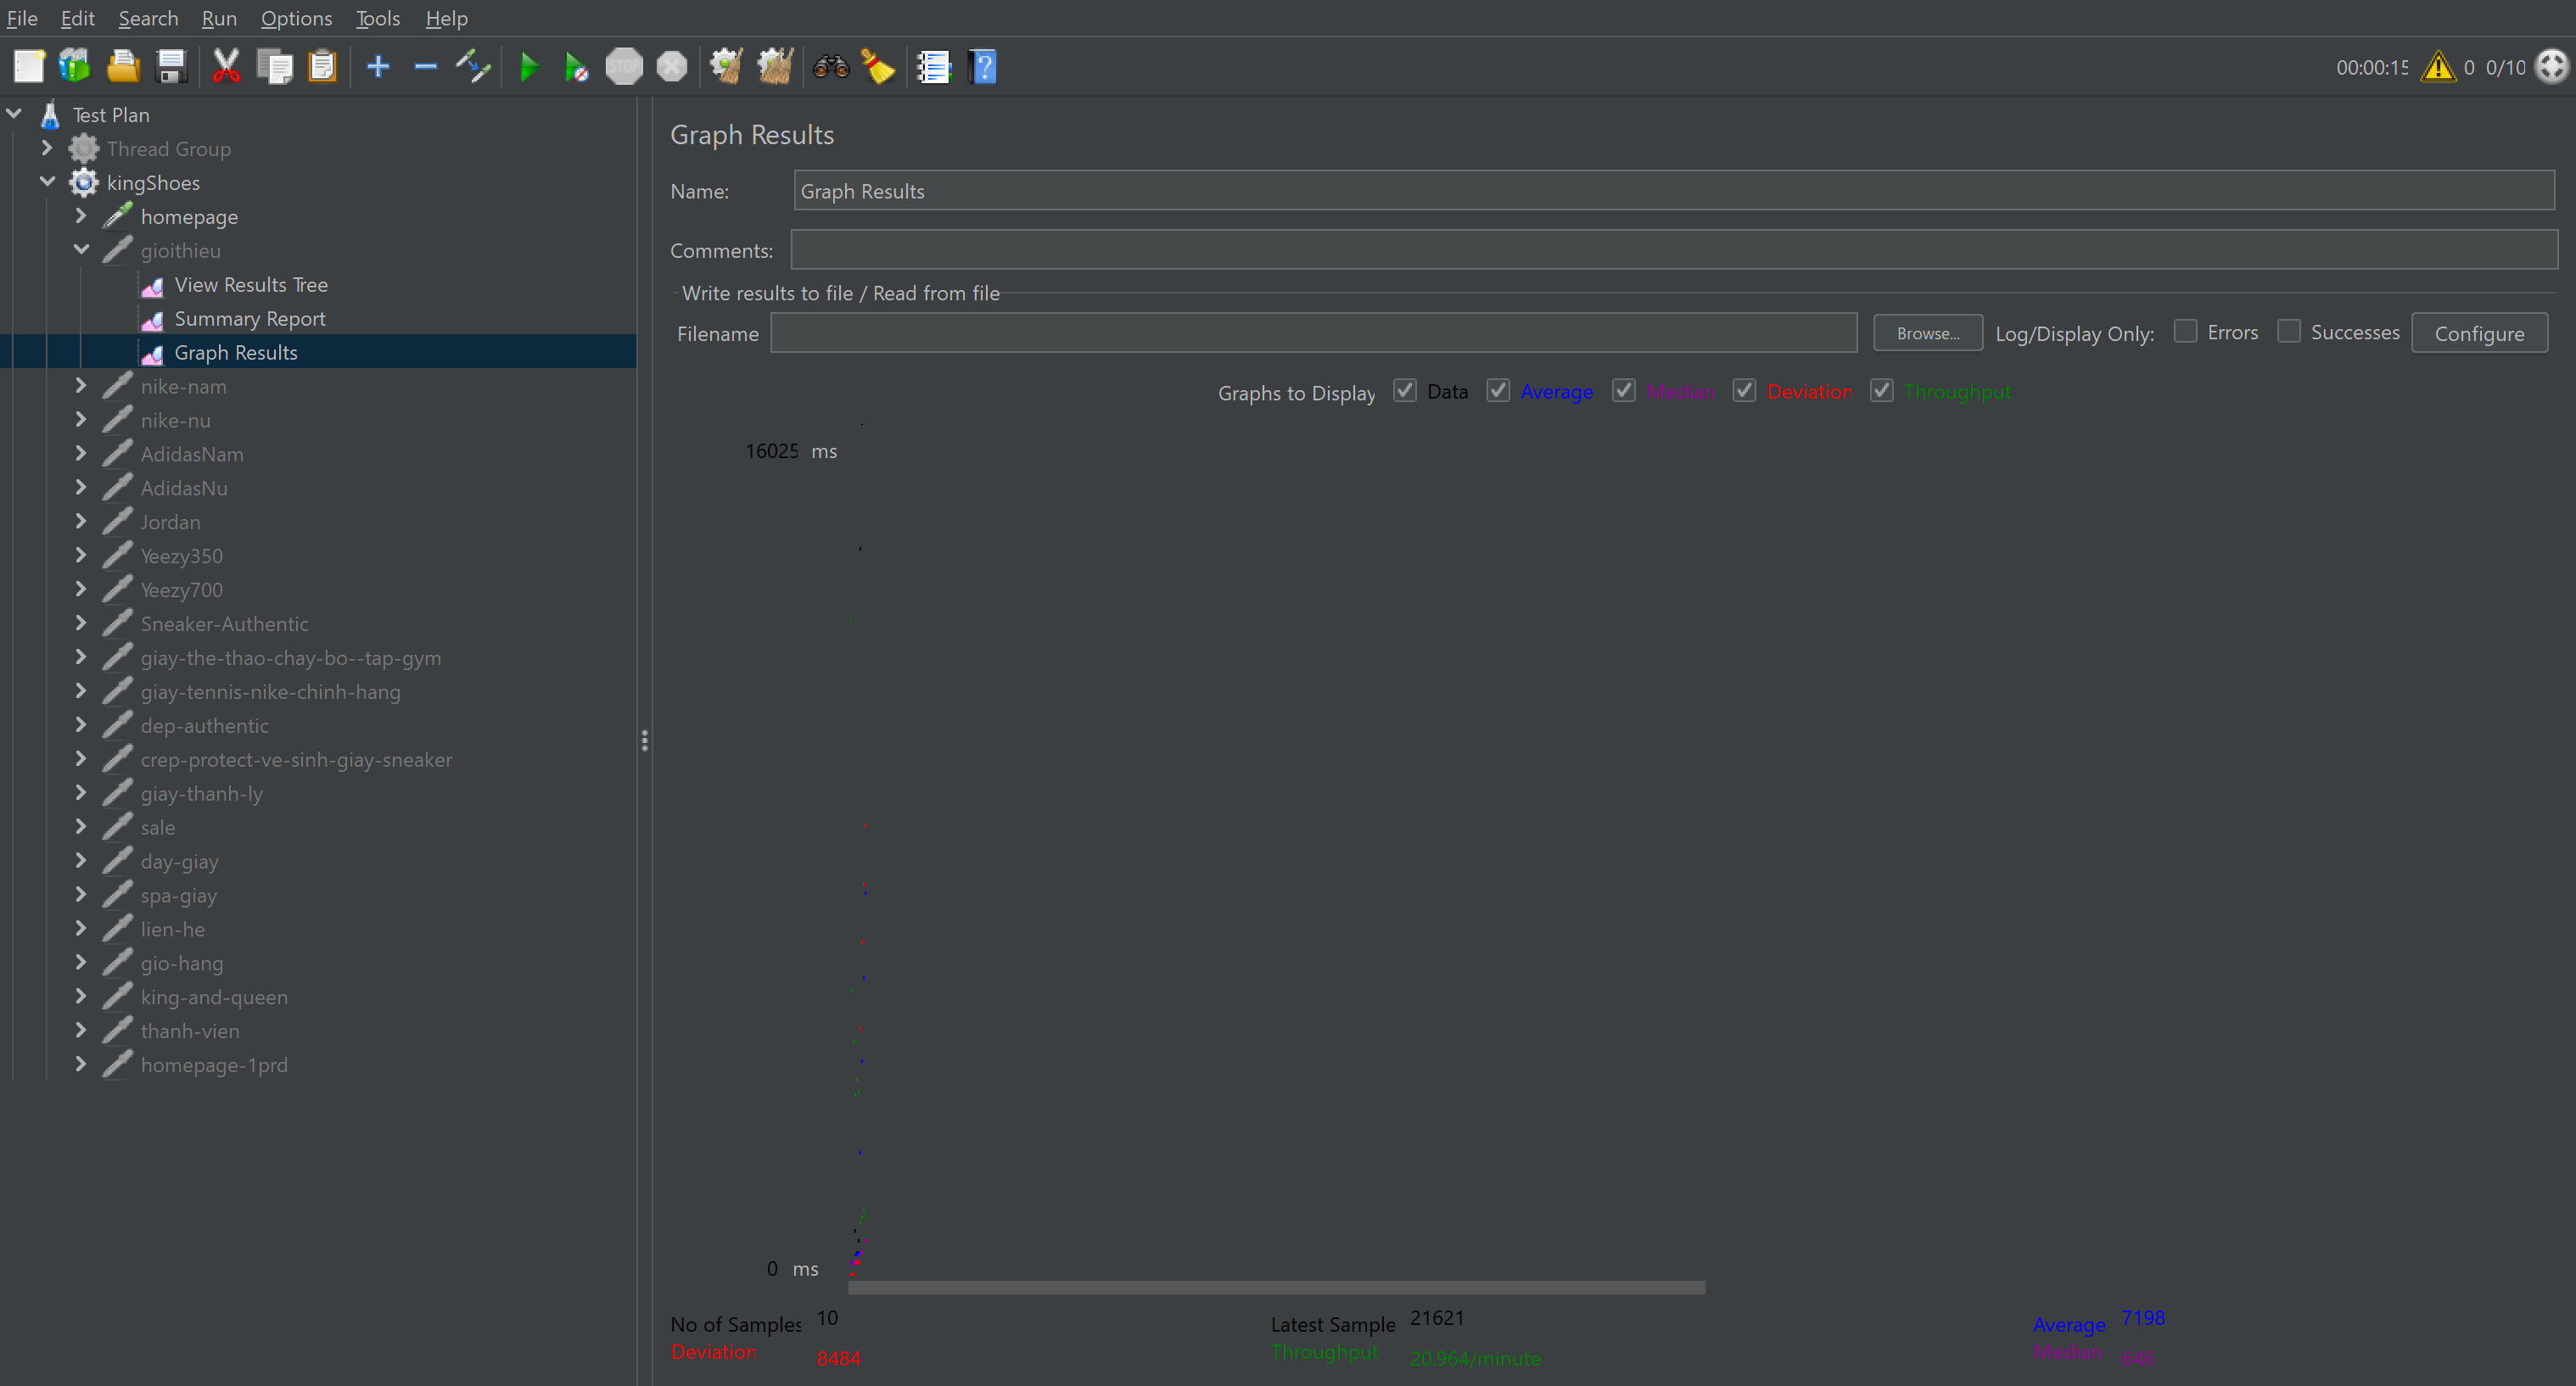 File Edit Search Run Options Tools Help
STOP
00:00:15 0 0/10
Test Plan
Thread Group
kingShoes
homepage
gioithieu
View Results Tree
Summary Report
Graph Results
nike-nam
nike-nu
AdidasNam
AdidasNu
Jordan
Yeezy350
Yeezy700
Sneaker-Authentic
giay-the-thao-chay-bo--tap-gym
giay-tennis-nike-chinh-hang
dep-authentic
crep-protect-ve-sinh-giay-sneaker
giay-thanh-ly
sale
day-giay
spa-giay
lien-he
gio-hang
king-and-queen
thanh-vien
homepage-1prd
Graph Results
Name: Graph Results
Comments:
Write results to file / Read from file
Filename Browse... Log/Display Only: Errors Successes Configure
Graphs to Display Data Average Median Deviation Throughput
16025 ms
0 ms
No of Samples 10 Latest Sample 21621 Average 7198
Deviation 8484 Throughput 20.964/minute Median 646